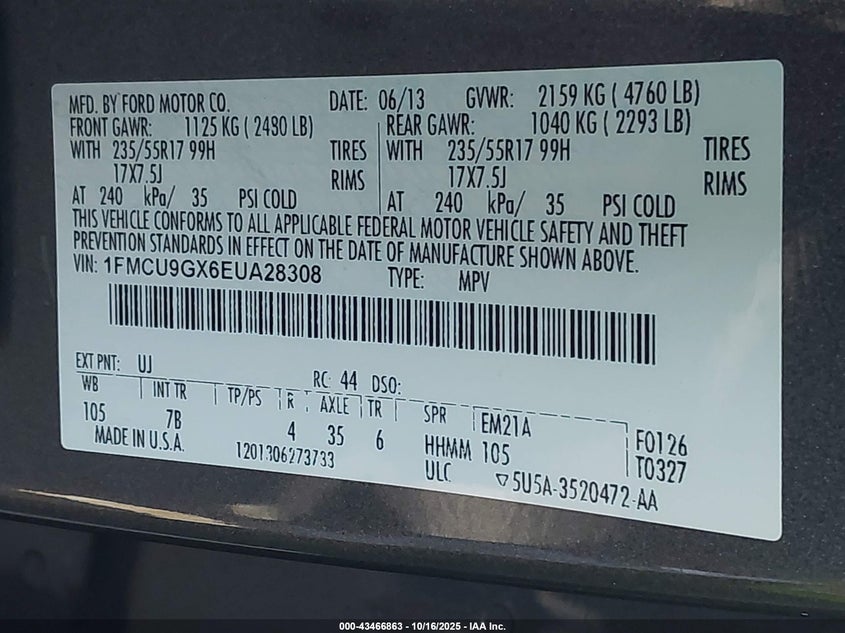 MFD. BY FORD MOTOR CO. DATE: 06/13 GVWR: 2159 KG ( 4760 LB)
FRONT GAWR: 1125 KG ( 2480 LB) REAR GAWR: 1040 KG ( 2293 LB)
WITH 235/55R17 99H TIRES WITH 235/55R17 99H TIRES
17X7.5J RIMS 17X7.5J RIMS
AT 240 kPa/ 35 PSI COLD AT 240 kPa/ 35 PSI COLD
THIS VEHICLE CONFORMS TO ALL APPLICABLE FEDERAL MOTOR VEHICLE SAFETY AND THEFT
PREVENTION STANDARDS IN EFFECT ON THE DATE OF MANUFACTURE SHOWN ABOVE.
VIN: 1FMCU9GX6EUA28308 TYPE: MPV
EXT PNT: UJ RC: 44 DSO:
WB INT TR TP/PS R AXLE TR SPR EM21A
105 7B 4 35 6 HHMM 105 F0126
MADE IN U.S.A. 1201306273733 ULC T0327
5U5A-3520472-AA
000-43466863 - 10/16/2025 - IAA Inc.